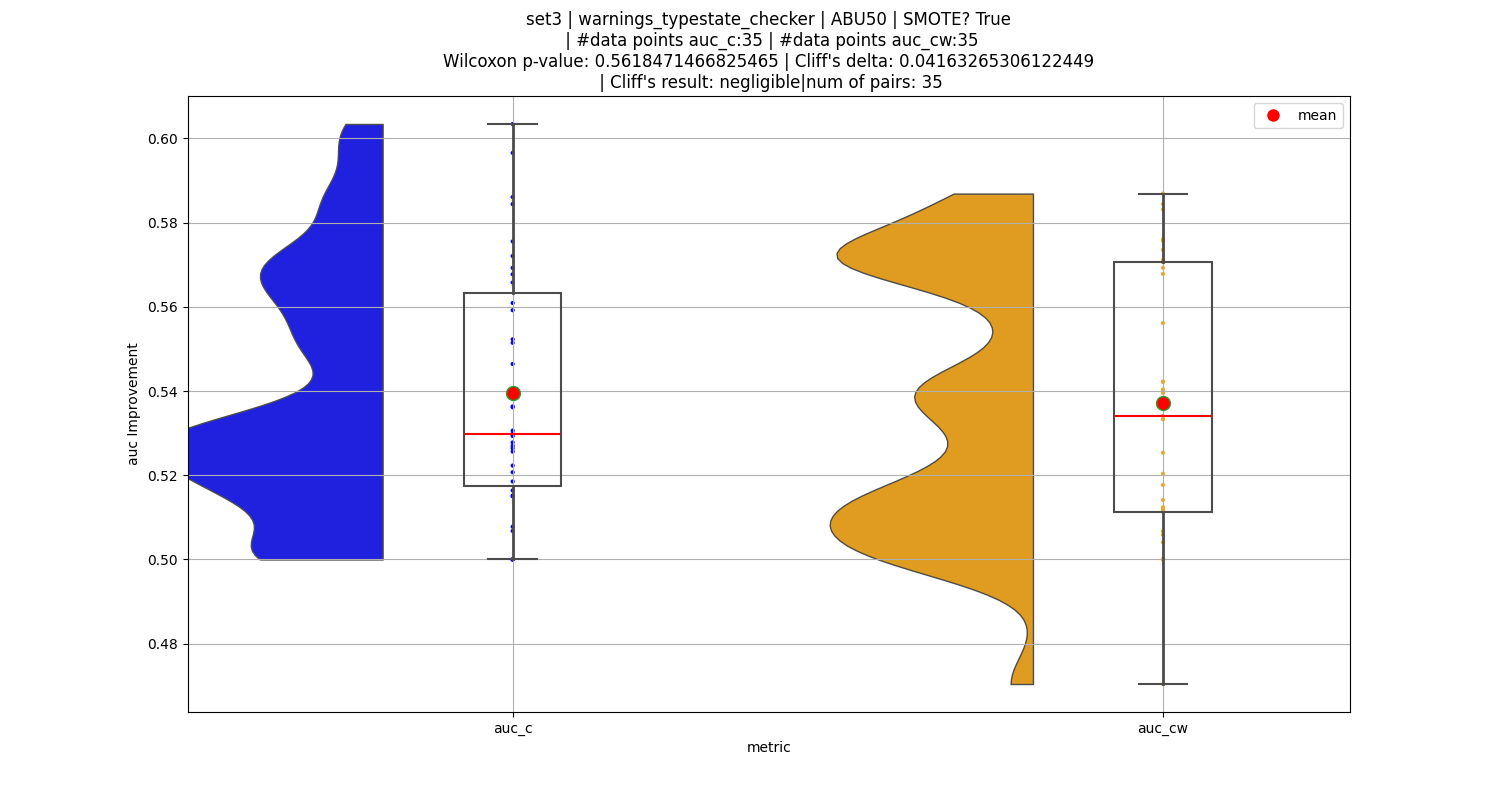 set3 | warnings_typestate_checker | ABU50 | SMOTE? True
| #data points auc_c:35 | #data points auc_cw:35
Wilcoxon p-value: 0.5618471466825465 | Cliff's delta: 0.04163265306122449
| Cliff's result: negligible|num of pairs: 35
mean
0.60
0.58
0.56
0.54
0.52
0.50
0.48
auc Improvement
auc_c
auc_cw
metric